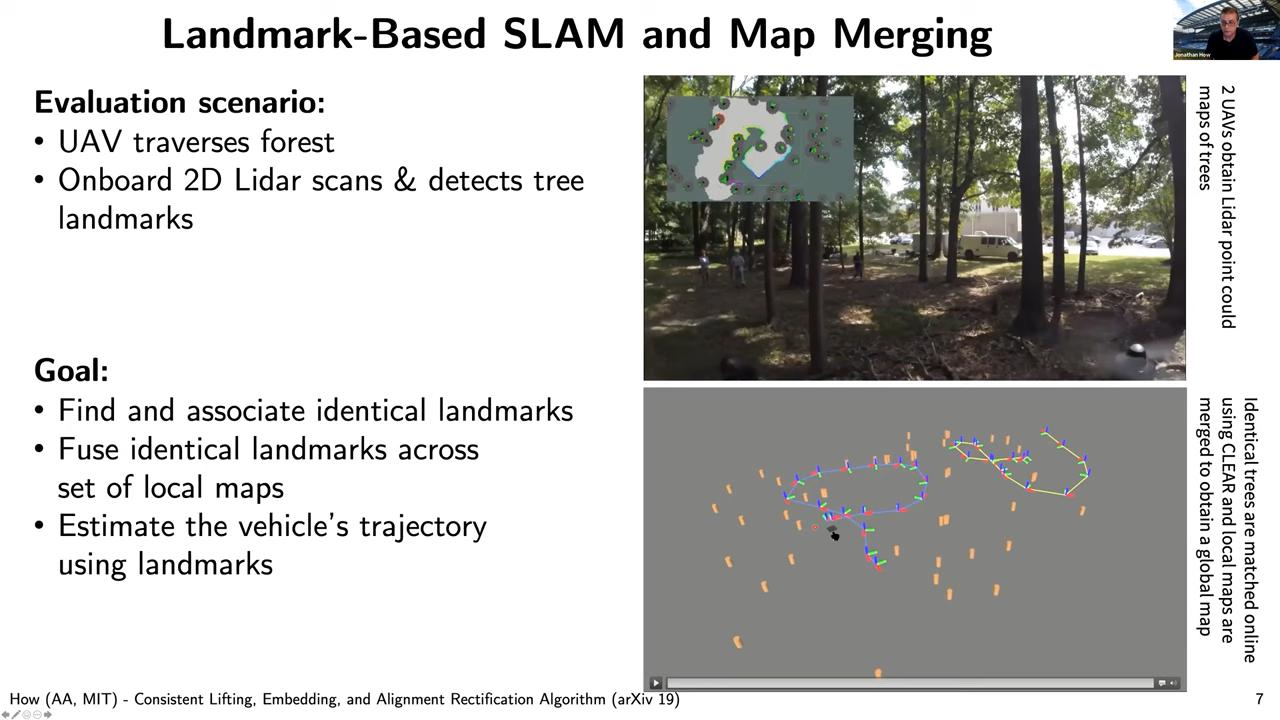 Landmark-Based SLAM and Map Merging
Jonathan How
Evaluation scenario:
• UAV traverses forest
• Onboard 2D Lidar scans & detects tree
landmarks
2 UAVs obtain Lidar point could
maps of trees
Goal:
• Find and associate identical landmarks
• Fuse identical landmarks across
set of local maps
• Estimate the vehicle's trajectory
using landmarks
Identical trees are matched online
using CLEAR and local maps are
merged to obtain a global map
How (AA, MIT) - Consistent Lifting, Embedding, and Alignment Rectification Algorithm (arXiv 19)
7